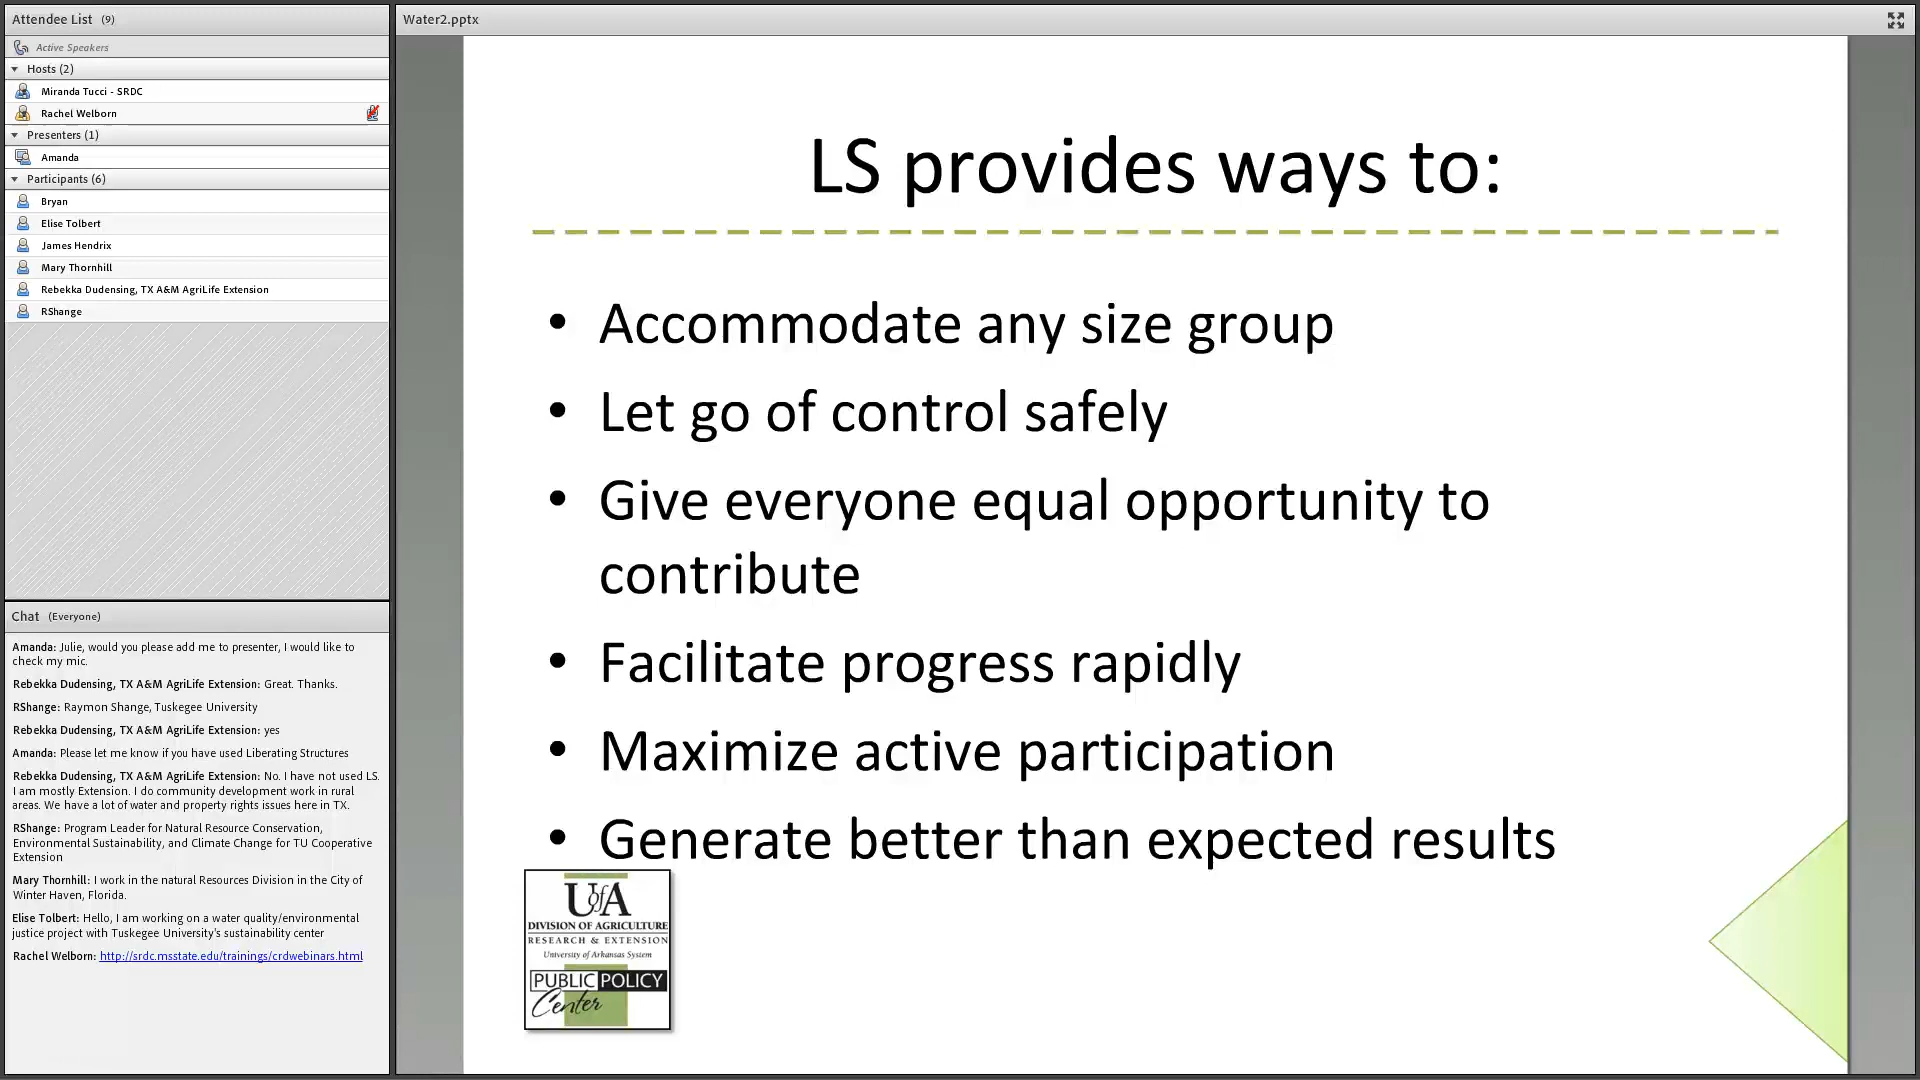 Attendee List (9)
Active Speakers
Hosts (2)
Miranda Tucci - SRDC
Rachel Welborn
Presenters (1)
Amanda
Participants (6)
Bryan
Elise Tolbert
James Hendrix
Mary Thornhill
Rebekka Dudensing, TX A&M AgriLife Extension
RShange
Chat (Everyone)
Amanda: Julie, would you please add me to presenter, I would like to
check my mic.
Rebekka Dudensing, TX A&M AgriLife Extension: Great. Thanks.
RShange: Raymon Shange, Tuskegee University
Rebekka Dudensing, TX A&M AgriLife Extension: yes
Amanda: Please let me know if you have used Liberating Structures
Rebekka Dudensing, TX A&M AgriLife Extension: No. I have not used LS.
I am mostly Extension. I do community development work in rural
areas. We have a lot of water and property rights issues here in TX.
RShange: Program Leader for Natural Resource Conservation,
Environmental Sustainability, and Climate Change for TU Cooperative
Extension
Mary Thornhill: I work in the natural Resources Division in the City of
Winter Haven, Florida.
Elise Tolbert: Hello, I am working on a water quality/environmental
justice project with Tuskegee University's sustainability center
Rachel Welborn: http://srdc.msstate.edu/trainings/crdwebinars.html
Water2.pptx
LS provides ways to:
• Accommodate any size group
• Let go of control safely
• Give everyone equal opportunity to
contribute
• Facilitate progress rapidly
• Maximize active participation
• Generate better than expected results
UofA
DIVISION OF AGRICULTURE
RESEARCH & EXTENSION
University of Arkansas System
PUBLIC POLICY
Center